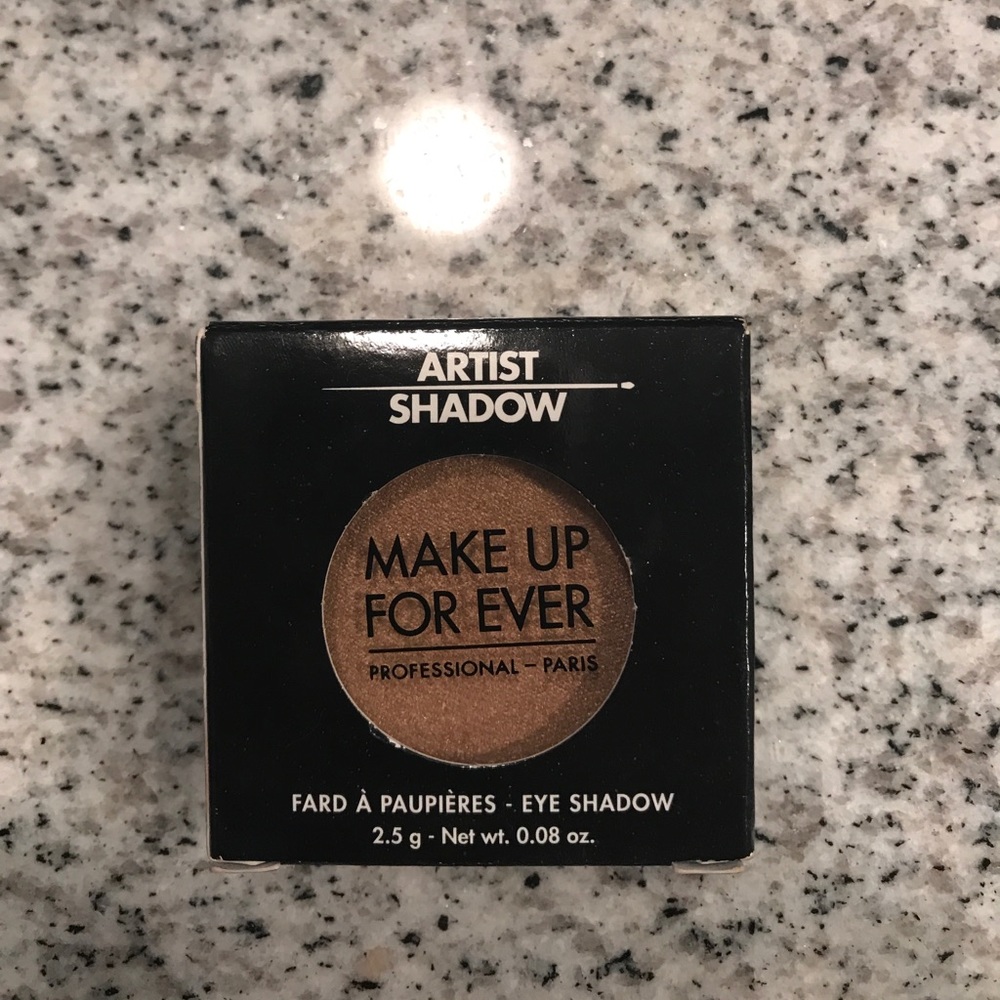 ARTIST
SHADOW
MAKE UP
FOR EVER
PROFESSIONAL – PARIS
FARD À PAUPIÈRES - EYE SHADOW
2.5 g - Net wt. 0.08 oz.